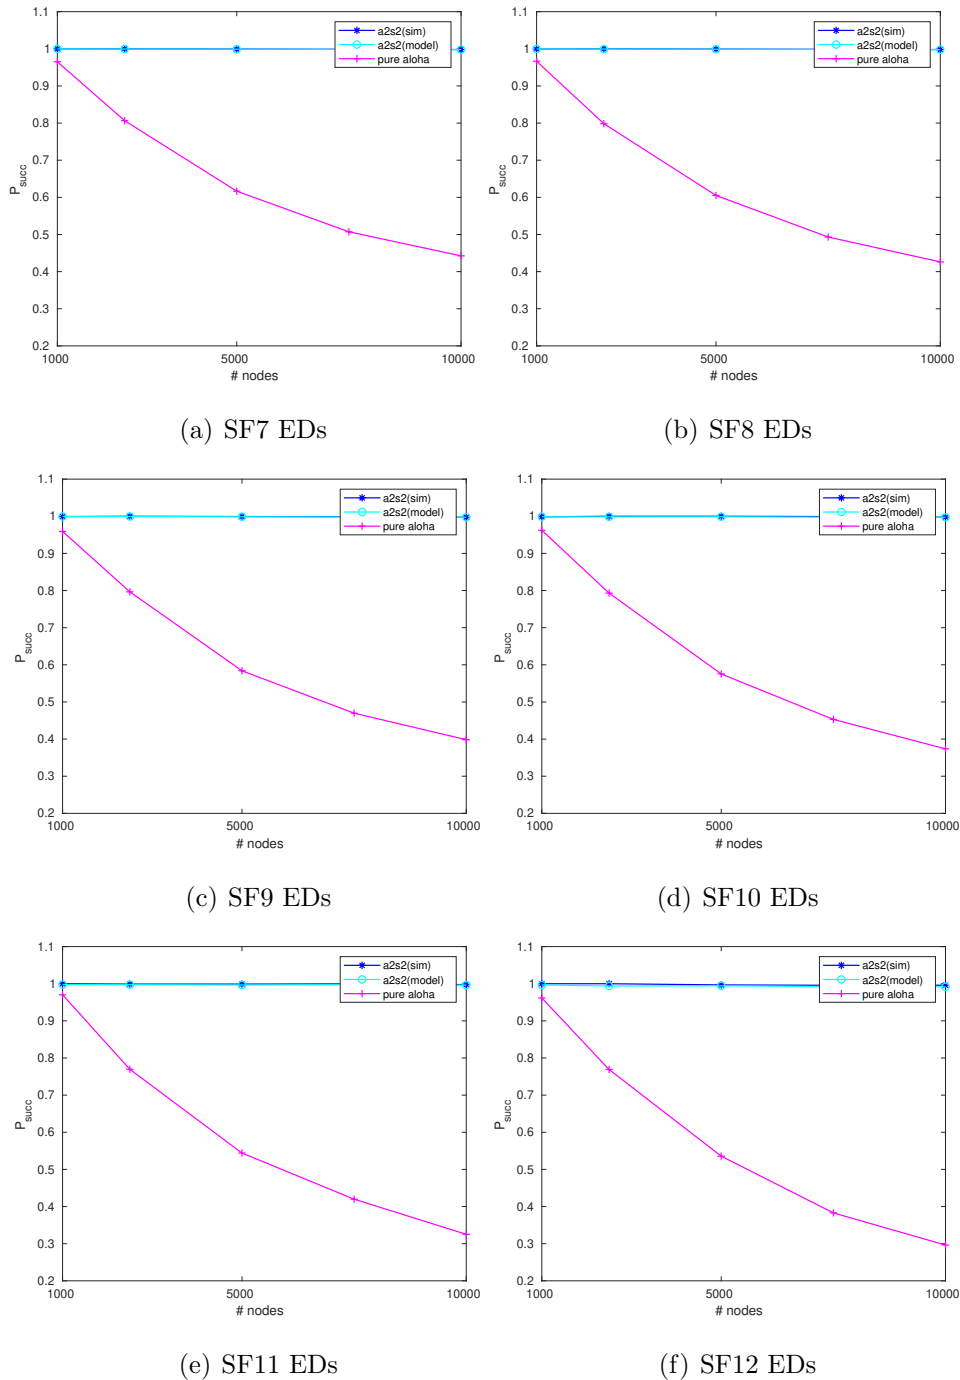 1.1
1
0.9
0.8
0.7
0.6
0.5
0.4
0.3
0.2
P_succ
1000 5000 10000
# nodes
a2s2(sim)
a2s2(model)
pure aloha
(a) SF7 EDs
1.1
1
0.9
0.8
0.7
0.6
0.5
0.4
0.3
0.2
P_succ
1000 5000 10000
# nodes
a2s2(sim)
a2s2(model)
pure aloha
(b) SF8 EDs
1.1
1
0.9
0.8
0.7
0.6
0.5
0.4
0.3
0.2
P_succ
1000 5000 10000
# nodes
a2s2(sim)
a2s2(model)
pure aloha
(c) SF9 EDs
1.1
1
0.9
0.8
0.7
0.6
0.5
0.4
0.3
0.2
P_succ
1000 5000 10000
# nodes
a2s2(sim)
a2s2(model)
pure aloha
(d) SF10 EDs
1.1
1
0.9
0.8
0.7
0.6
0.5
0.4
0.3
0.2
P_succ
1000 5000 10000
# nodes
a2s2(sim)
a2s2(model)
pure aloha
(e) SF11 EDs
1.1
1
0.9
0.8
0.7
0.6
0.5
0.4
0.3
0.2
P_succ
1000 5000 10000
# nodes
a2s2(sim)
a2s2(model)
pure aloha
(f) SF12 EDs